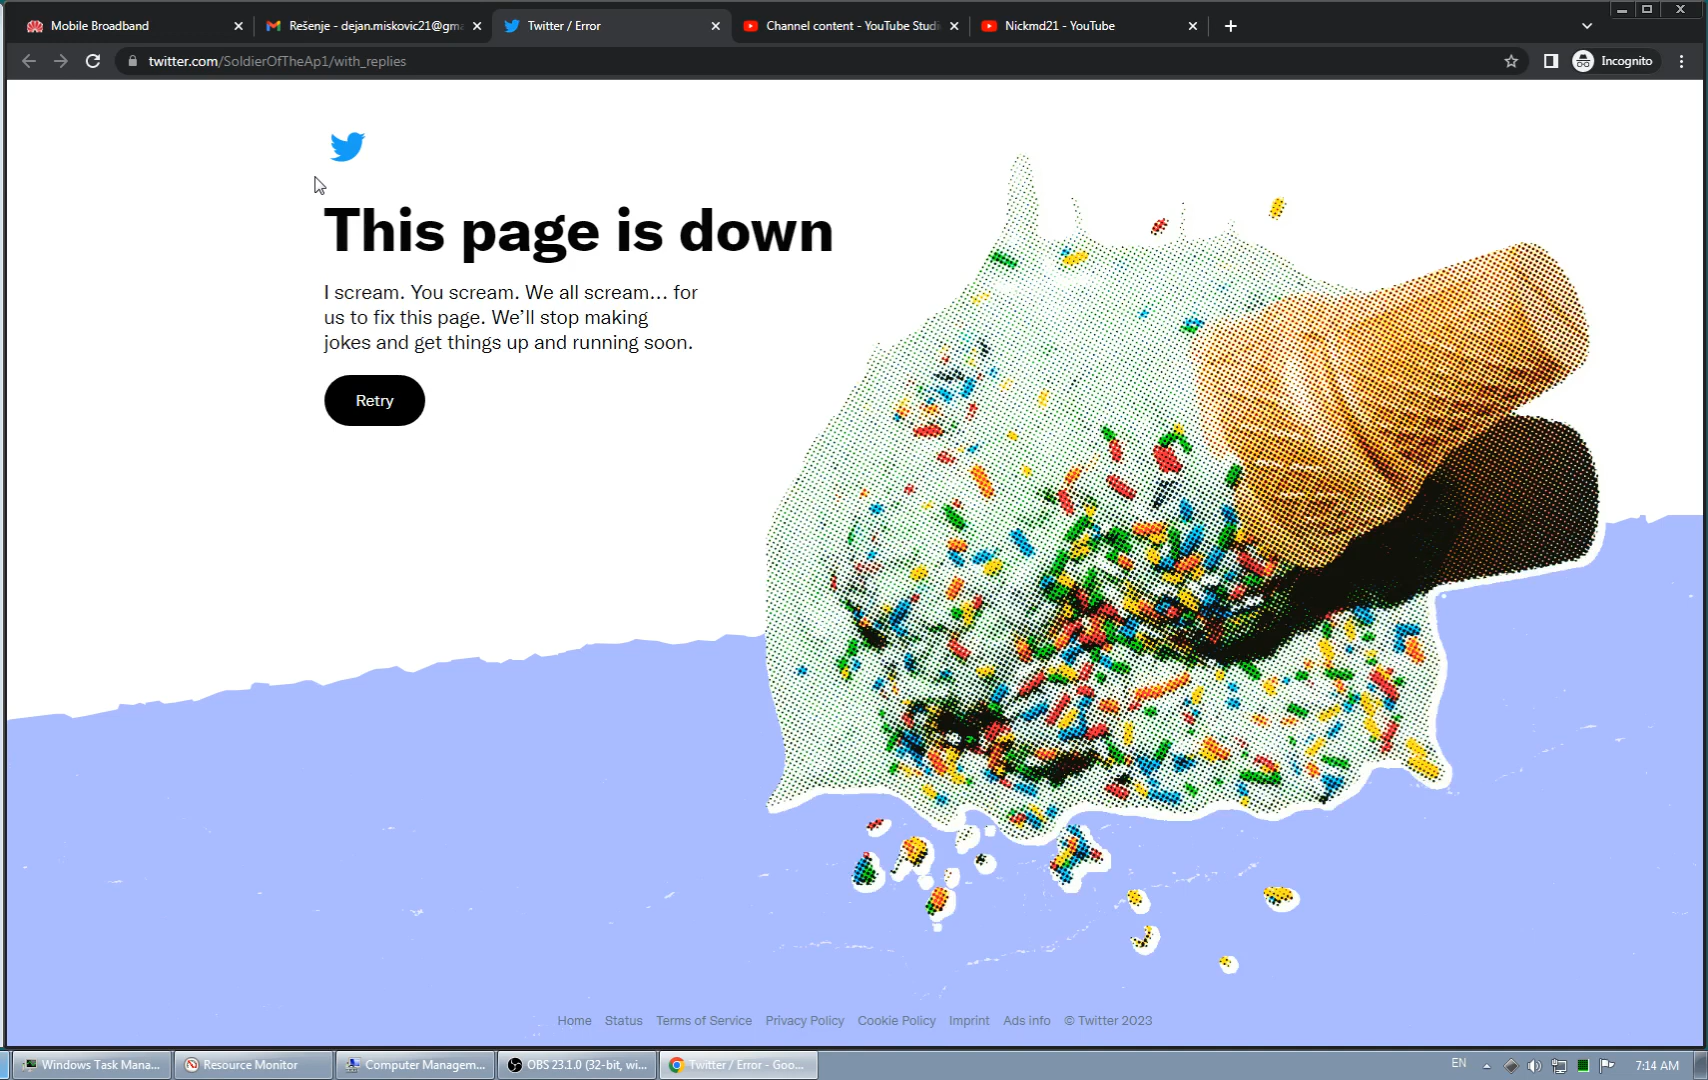 Mobile Broadband
Rešenje - dejan.miskovic21@gma
Twitter / Error
Channel content - YouTube Studi
Nickmd21 - YouTube
twitter.com/SoldierOfTheAp1/with_replies
Incognito
This page is down
I scream. You scream. We all scream... for
us to fix this page. We'll stop making
jokes and get things up and running soon.
Retry
Home Status Terms of Service Privacy Policy Cookie Policy Imprint Ads info © Twitter 2023
Windows Task Mana...
Resource Monitor
Computer Managem...
OBS 23.1.0 (32-bit, wi...
Twitter / Error - Goo...
EN
7:14 AM